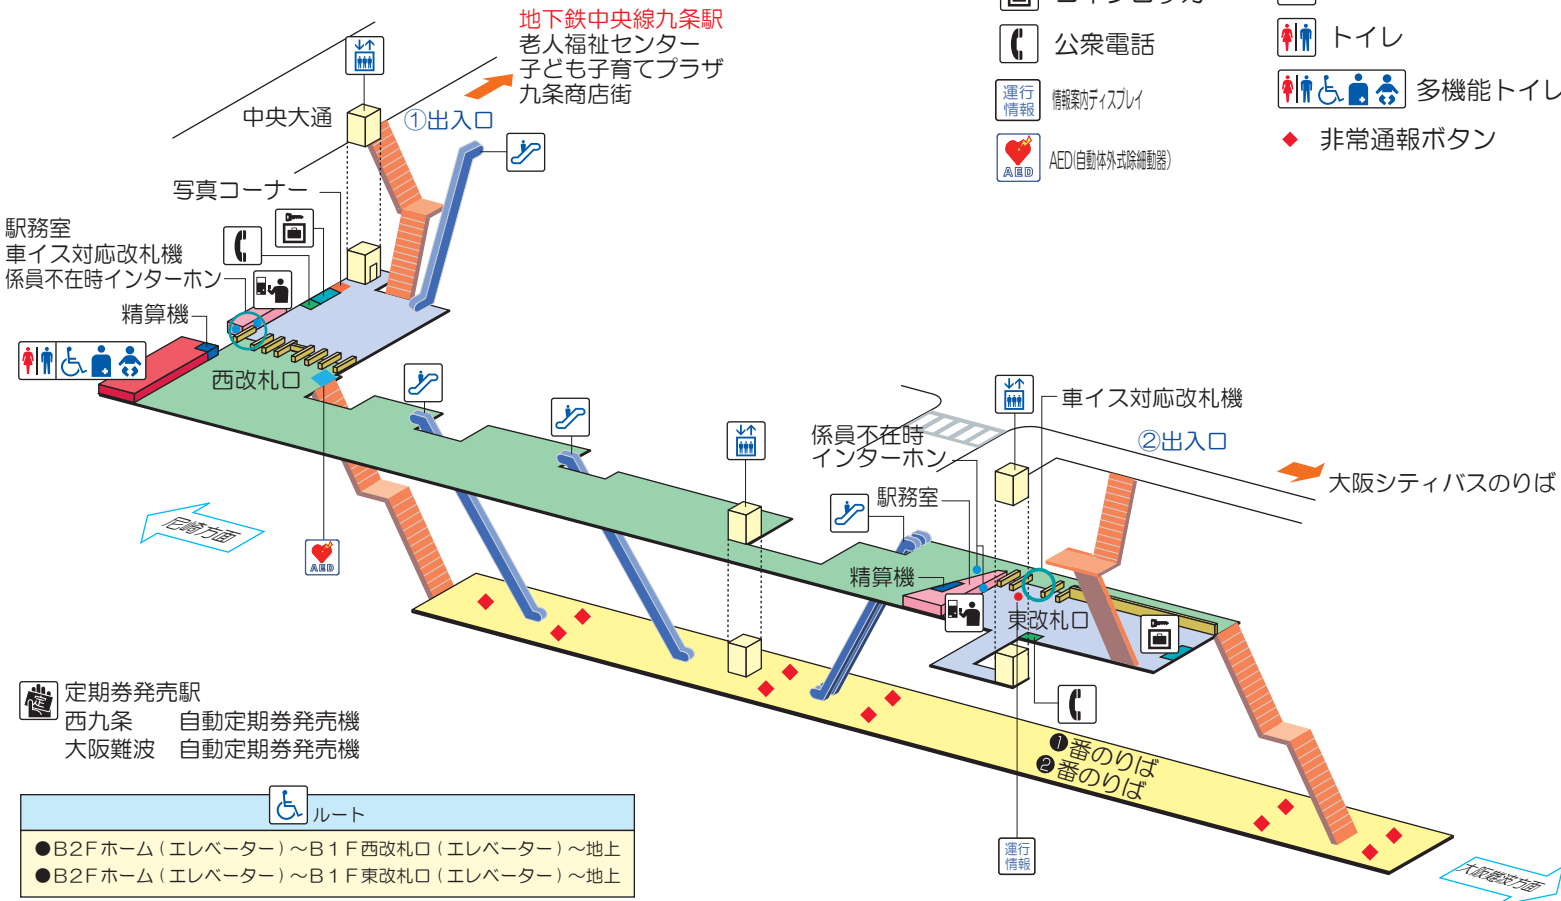 地下鉄中央線九条駅
老人福祉センター
子ども子育てプラザ
九条商店街
公衆電話
トイレ
運行
情報
情報案内ディスプレイ
多機能トイレ
AED
AED(自動体外式除細動器)
非常通報ボタン
中央大通
①出入口
写真コーナー
駅務室
車イス対応改札機
係員不在時インターホン
精算機
西改札口
車イス対応改札機
係員不在時
インターホン
②出入口
大阪シティバスのりば
駅務室
尼崎方面
AED
精算機
東改札口
定
定期券発売駅
西九条 自動定期券発売機
大阪難波 自動定期券発売機
❶番のりば
❷番のりば
ルート
●B2Fホーム(エレベーター)~B1F西改札口(エレベーター)~地上
●B2Fホーム(エレベーター)~B1F東改札口(エレベーター)~地上
運行
情報
大阪難波方面